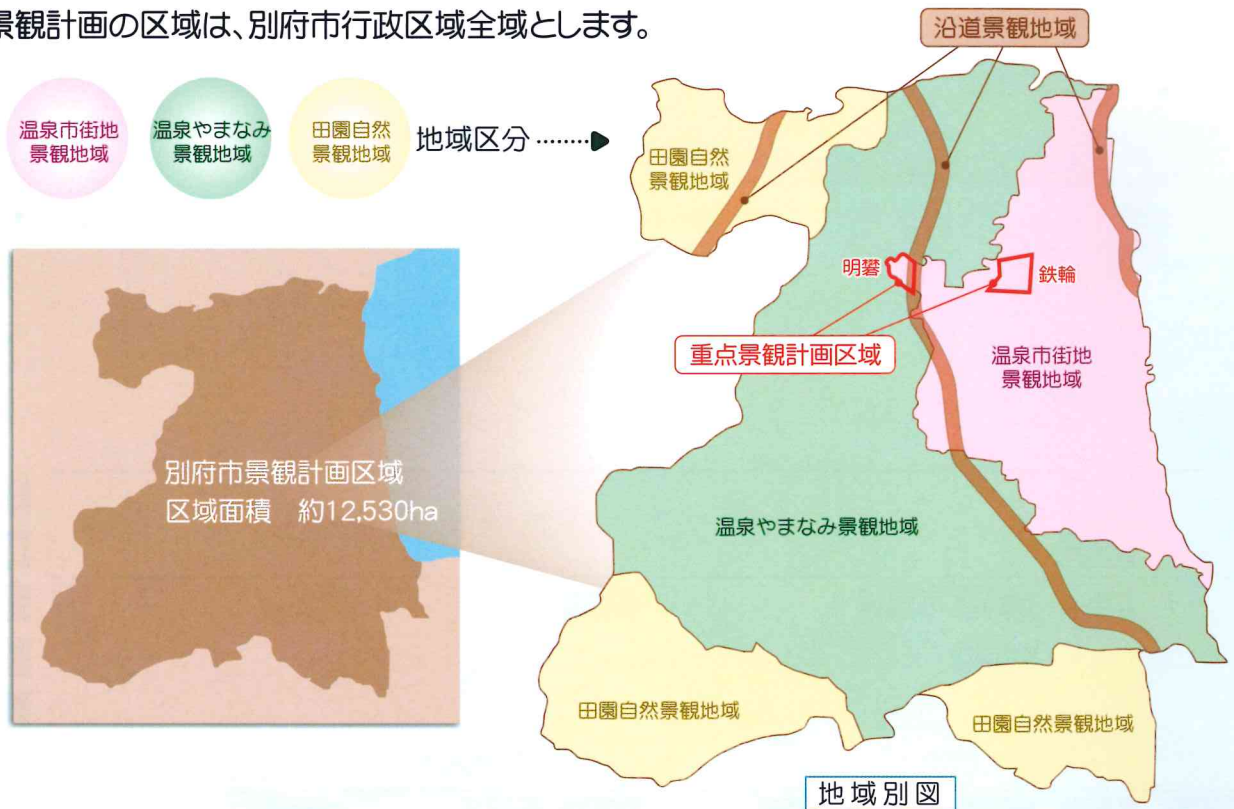 景観計画の区域は、別府市行政区域全域とします。
温泉市街地
景観地域
温泉やまなみ
景観地域
田園自然
景観地域
地域区分
沿道景観地域
田園自然
景観地域
明礬
鉄輪
重点景観計画区域
温泉市街地
景観地域
別府市景観計画区域
区域面積 約12,530ha
温泉やまなみ景観地域
田園自然景観地域
田園自然景観地域
地域別図